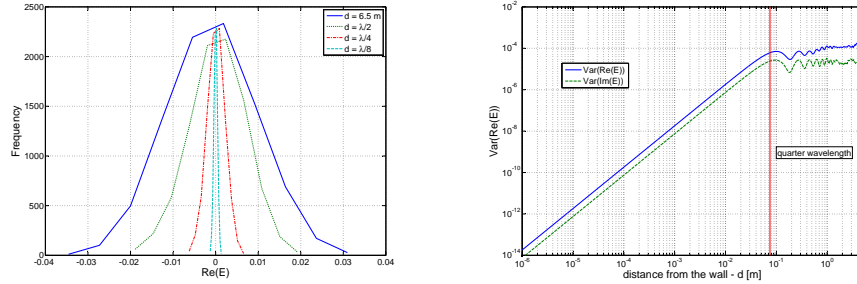 2500
2000
1500
1000
500
0
-0.04 -0.03 -0.02 -0.01 0 0.01 0.02 0.03 0.04
Frequency
Re(E)
d = 6.5 m
d = λ/2
d = λ/4
d = λ/8
10^-4
10^-6
10^-8
10^-10
10^-12
10^-14
10^-6 10^-5 10^-4 10^-3 10^-2 10^-1 10^0
Var(Re(E))
distance from the wall - d [m]
Var(Re(E))
Var(Im(E))
quarter wavelength